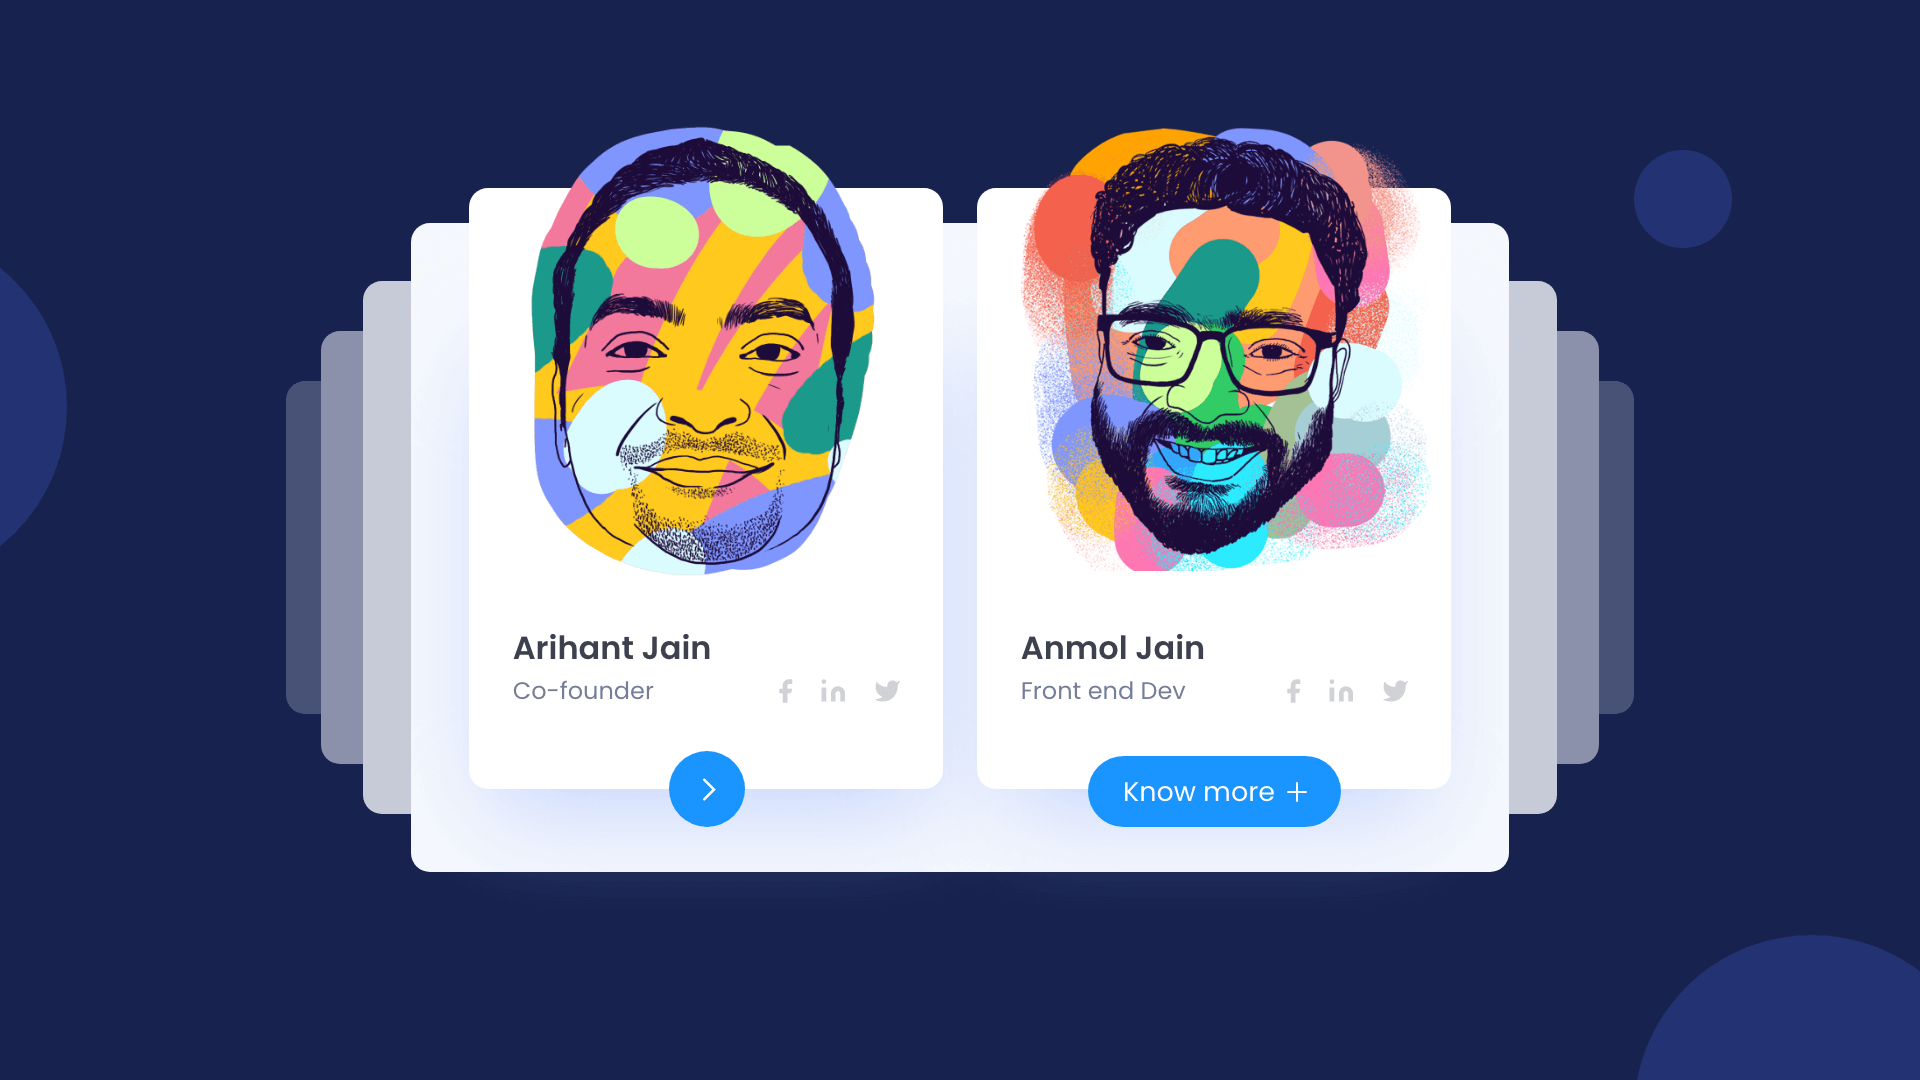 Arihant Jain
Co-founder
Know more
Anmol Jain
Front end Dev